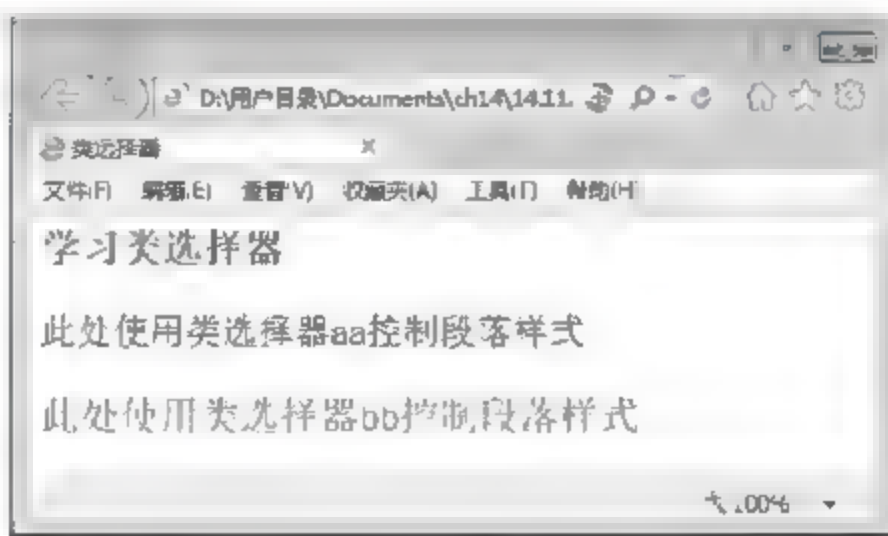 D:\用户目录\Documents\ch14\14.11.
类选择器
文件(F) 编辑(E) 查看(V) 收藏夹(A) 工具(T) 帮助(H)
学习类选择器
此处使用类选择器aa控制段落样式
此处使用类选择器bb控制段落样式
100%